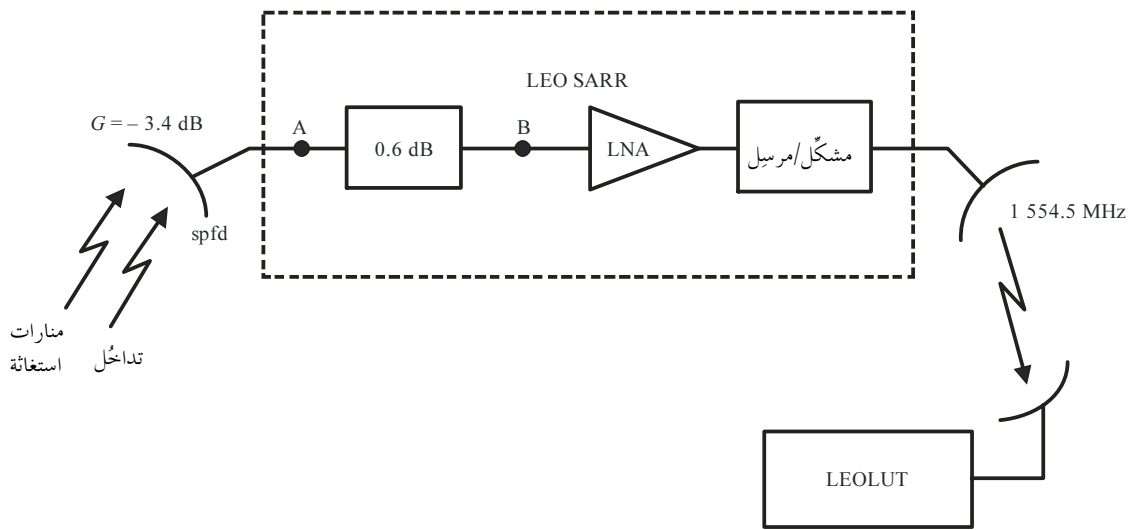 LEO SARR
G = – 3.4 dB
A
B
0.6 dB
LNA
مشكِّل/مرسِل
1 554.5 MHz
spfd
منارات
استغاثة
تداخُل
LEOLUT